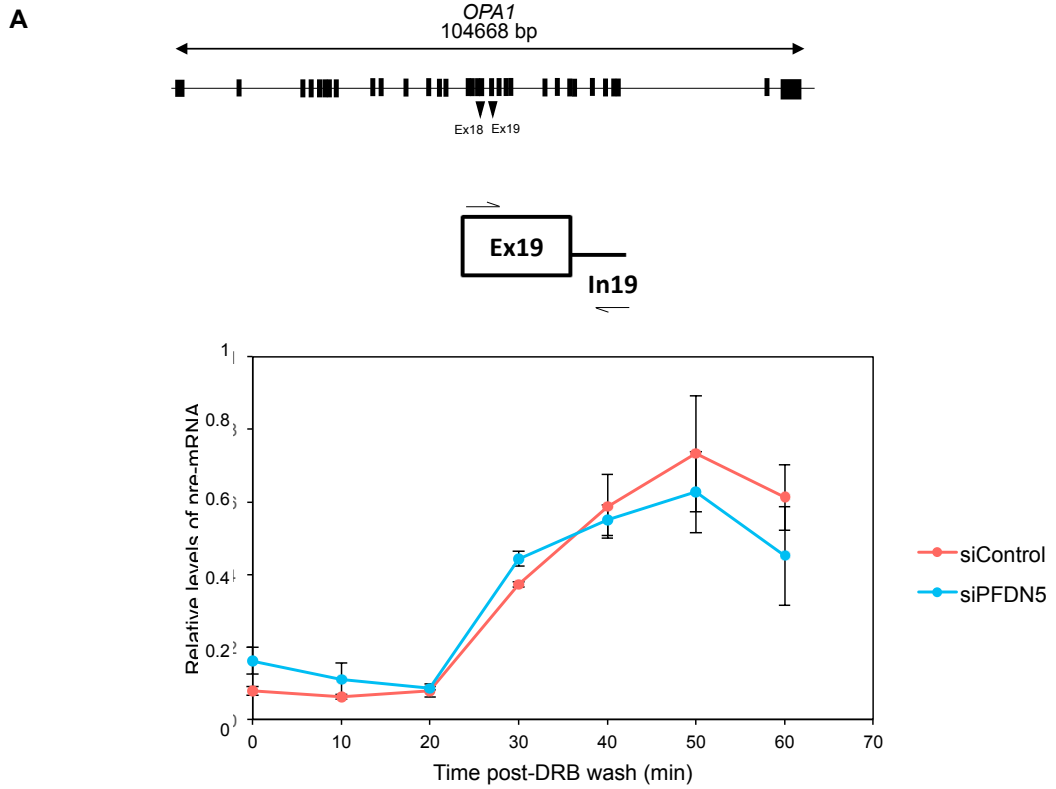 A
OPA1
104668 bp
Ex18
Ex19
Ex19
In19
Relative levels of pre-mRNA
1
0.8
0.6
0.4
0.2
0
0
10
20
30
40
50
60
70
Time post-DRB wash (min)
siControl
siPFDN5